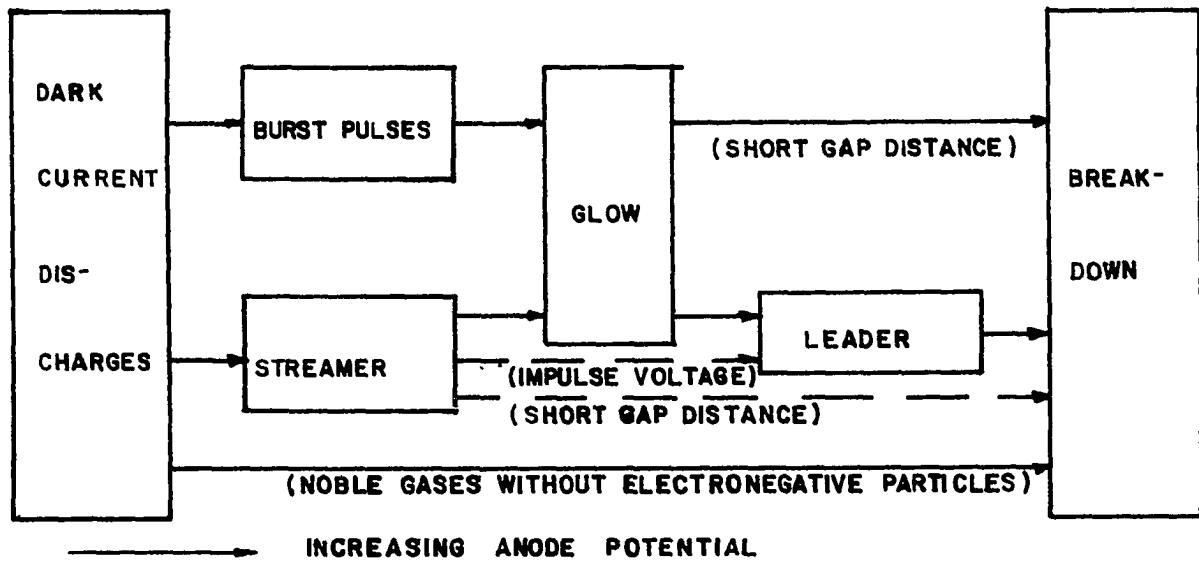 DARK
CURRENT
DIS-
CHARGES
BURST PULSES
GLOW
(SHORT GAP DISTANCE)
BREAK-
DOWN
STREAMER
LEADER
(IMPULSE VOLTAGE)
(SHORT GAP DISTANCE)
(NOBLE GASES WITHOUT ELECTRONEGATIVE PARTICLES)
INCREASING ANODE POTENTIAL